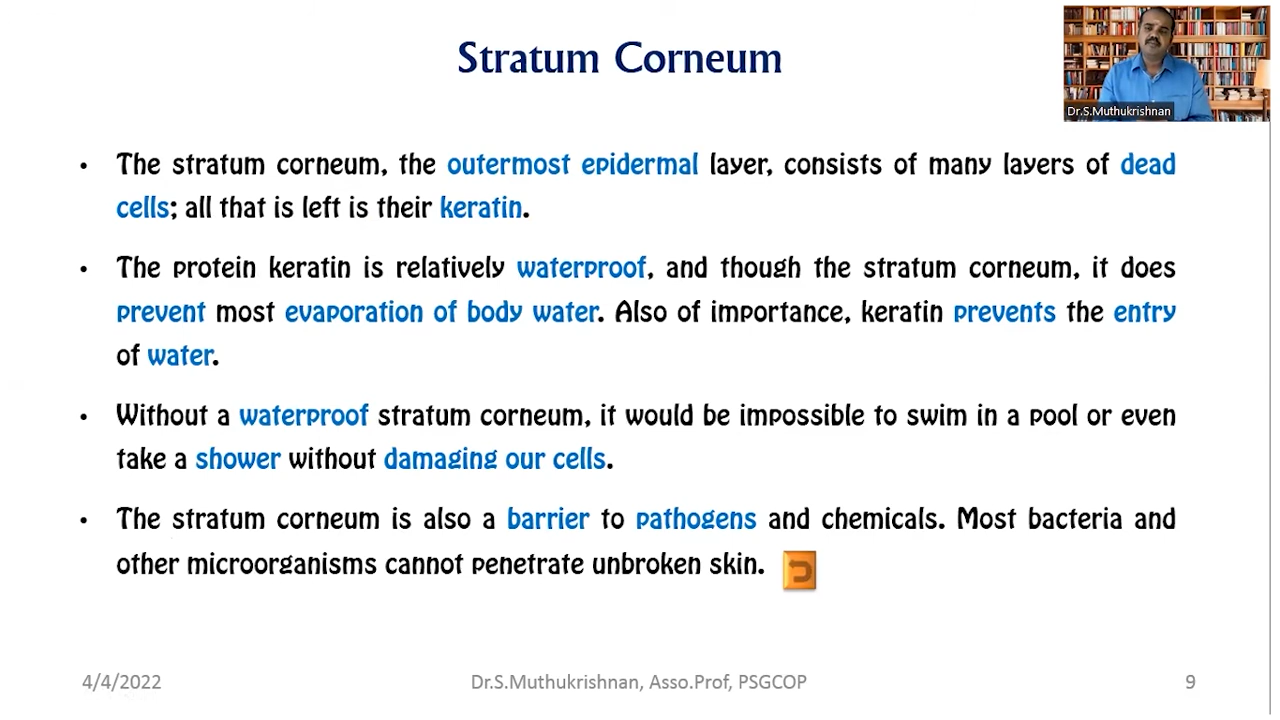 Stratum Corneum
Dr.S.Muthukrishnan
• The stratum corneum, the outermost epidermal layer, consists of many layers of dead
cells; all that is left is their keratin.
• The protein keratin is relatively waterproof, and though the stratum corneum, it does
prevent most evaporation of body water. Also of importance, keratin prevents the entry
of water.
• Without a waterproof stratum corneum, it would be impossible to swim in a pool or even
take a shower without damaging our cells.
• The stratum corneum is also a barrier to pathogens and chemicals. Most bacteria and
other microorganisms cannot penetrate unbroken skin.
4/4/2022
Dr.S.Muthukrishnan, Asso.Prof, PSGCOP
9